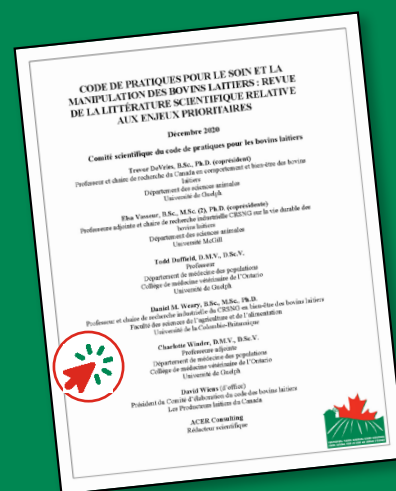 CODE DE PRATIQUES POUR LE SOIN ET LA
MANIPULATION DES BOVINS LAITIERS : REVUE
DE LA LITTÉRATURE SCIENTIFIQUE RELATIVE
AUX ENJEUX PRIORITAIRES
Décembre 2020
Comité scientifique du code de pratiques pour les bovins laitiers
Trevor DeVries, B.Sc., Ph.D. (coprésident)
Professeur et chaire de recherche du Canada en comportement et bien-être des bovins
laitiers
Département des sciences animales
Université de Guelph
Elsa Vasseur, B.Sc., M.Sc. (2), Ph.D. (coprésidente)
Professeure adjointe et chaire de recherche industrielle CRSNG sur la vie durable des
bovins laitiers
Département des sciences animales
Université McGill
Todd Duffield, D.M.V., D.Sc.V.
Professeur
Département de médecine des populations
Collège de médecine vétérinaire de l'Ontario
Université de Guelph
Daniel M. Weary, B.Sc., M.Sc., Ph.D.
Professeur et chaire de recherche industrielle du CRSNG en bien-être des bovins laitiers
Faculté des sciences de l'agriculture et de l'alimentation
Université de la Colombie-Britannique
Charlotte Winder, D.M.V., D.Sc.V.
Professeure adjointe
Département de médecine des populations
Collège de médecine vétérinaire de l'Ontario
Université de Guelph
David Wiens (d'office)
Président du Comité d'élaboration du code des bovins laitiers
Les Producteurs laitiers du Canada
ACER Consulting
Rédacteur scientifique